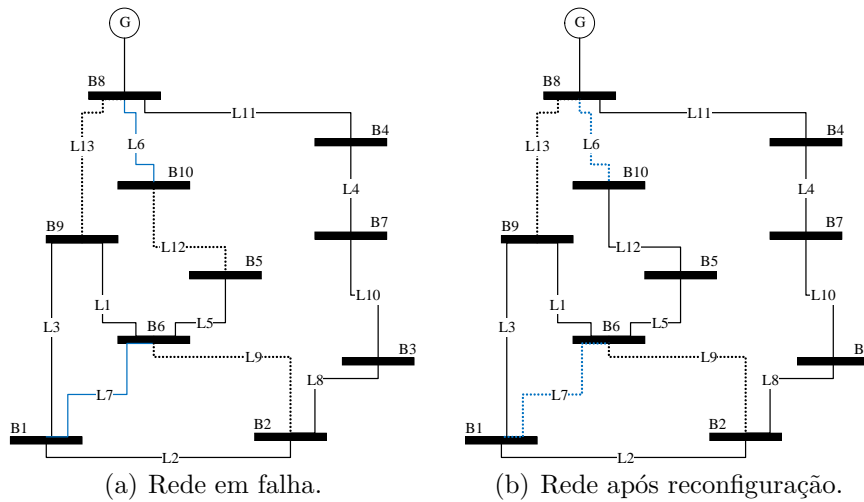 G
B8
L11
L13
L6
B4
B10
L4
B9
B7
L12
B5
L1
L10
L3
B6
L5
L9
B3
L8
L7
B1
B2
L2
(a) Rede em falha.
G
B8
L11
L13
L6
B4
B10
L4
B9
B7
L12
B5
L1
L10
L3
B6
L5
L9
B
L8
L7
B1
B2
L2
(b) Rede após reconfiguração.